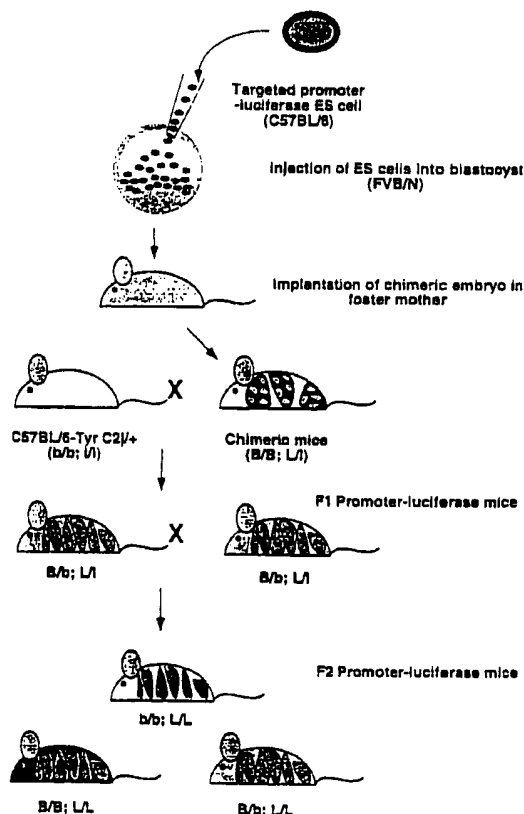 Targeted promoter
-luciferase ES cell
(C57BL/6)
Injection of ES cells into blastocyst
(FVB/N)
Implantation of chimeric embryo in
foster mother
X
C57BL/6-Tyr C2j/+
(b/b; l/l)
Chimeric mice
(B/B; L/l)
F1 Promoter-luciferase mice
X
B/b; L/l
B/b; L/l
F2 Promoter-luciferase mice
b/b; L/L
B/B; L/L
B/b; L/L